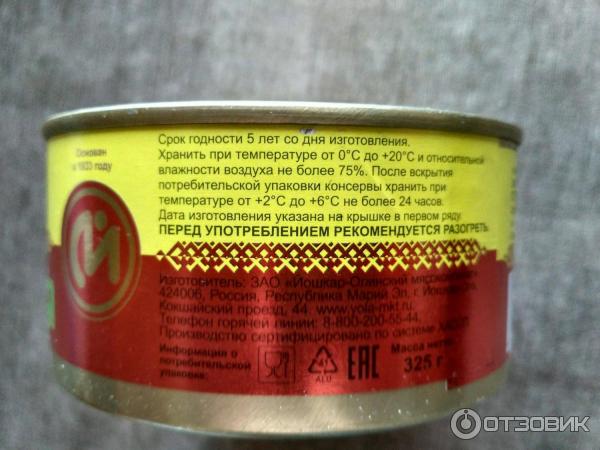 Основан
в 1933 году
Срок годности 5 лет со дня изготовления.
Хранить при температуре от 0°С до +20°С и относительной
влажности воздуха не более 75%. После вскрытия
потребительской упаковки консервы хранить при
температуре от +2°С до +6°С не более 24 часов.
Дата изготовления указана на крышке в первом ряду.
ПЕРЕД УПОТРЕБЛЕНИЕМ РЕКОМЕНДУЕТСЯ РАЗОГРЕТЬ.
Изготовитель: ЗАО «Йошкар-Олинский мясокомбинат»
424006, Россия, Республика Марий Эл, г. Йошкар-Ола,
Кокшайский проезд, 44. www.yola-mkt.ru
Телефон горячей линии: 8-800-200-55-44.
Производство сертифицировано по системе ХАССП
Информация о
потребительской
упаковке:
ALU
ЕАС
Масса нетто:
325 г
ОТЗОВИК